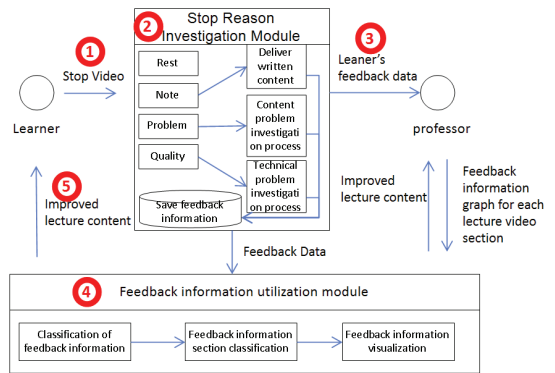 2
Stop Reason
Investigation Module
1
Stop Video
Learner
Rest
Note
Problem
Quality
Deliver
written
content
Content
problem
investigati
on process
Technical
problem
investigati
on process
Save feedback
information
3
Leaner's
feedback data
professor
5
Improved
lecture content
Improved
lecture content
Feedback
information
graph for each
lecture video
section
Feedback Data
4
Feedback information utilization module
Classification of
feedback information
Feedback information
section classification
Feedback information
visualization